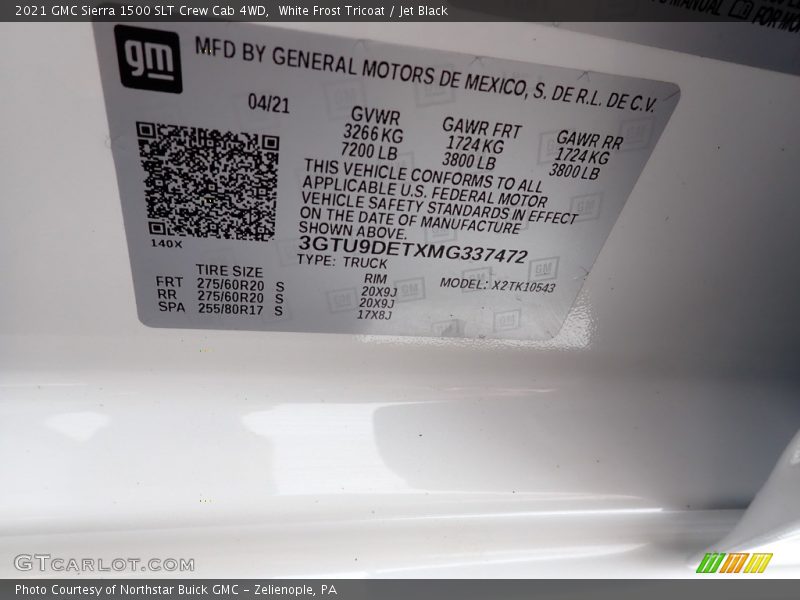 2021 GMC Sierra 1500 SLT Crew Cab 4WD, White Frost Tricoat / Jet Black
MANUAL
FOR MOR
gm
MFD BY GENERAL MOTORS DE MEXICO, S. DE R.L. DE C.V.
04/21
GVWR GAWR FRT GAWR RR
3266 KG 1724 KG 1724 KG
7200 LB 3800 LB 3800 LB
THIS VEHICLE CONFORMS TO ALL
APPLICABLE U.S. FEDERAL MOTOR
VEHICLE SAFETY STANDARDS IN EFFECT
ON THE DATE OF MANUFACTURE
SHOWN ABOVE.
140X
3GTU9DETXMG337472
TYPE: TRUCK
MODEL: X2TK10543
TIRE SIZE RIM
FRT 275/60R20 S 20X9J
RR 275/60R20 S 20X9J
SPA 255/80R17 S 17X8J
GTCARLOT.COM
Photo Courtesy of Northstar Buick GMC - Zelienople, PA